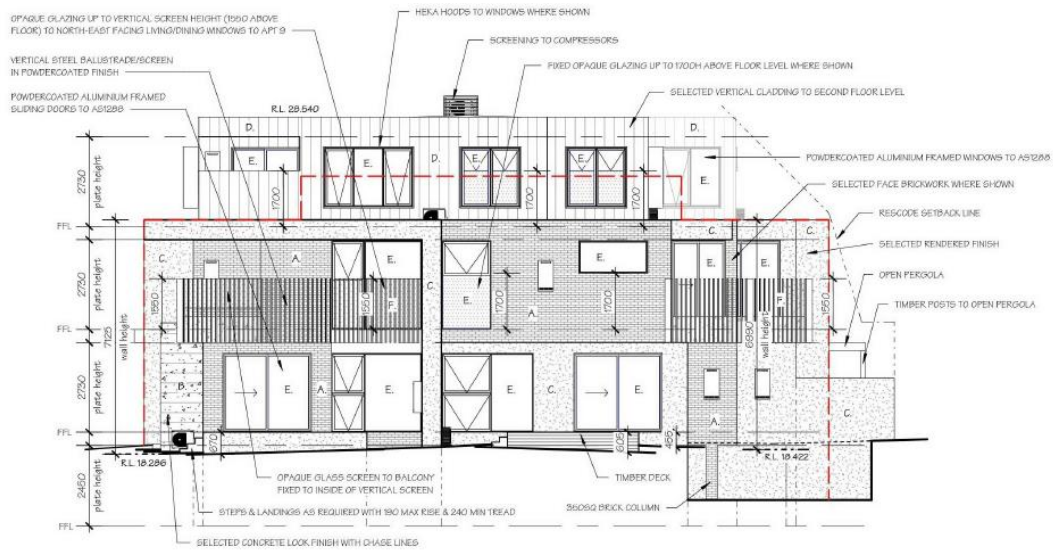 OPAQUE GLAZING UP TO VERTICAL SCREEN HEIGHT (1550 ABOVE
FLOOR) TO NORTH-EAST FACING LIVING/DINING WINDOWS TO APT 9
HEKA HOODS TO WINDOWS WHERE SHOWN
SCREENING TO COMPRESSORS
VERTICAL STEEL BALUSTRADE/SCREEN
IN POWDERCOATED FINISH
FIXED OPAQUE GLAZING UP TO 1700H ABOVE FLOOR LEVEL WHERE SHOWN
POWDERCOATED ALUMINIUM FRAMED
SLIDING DOORS TO AS1288
SELECTED VERTICAL CLADDING TO SECOND FLOOR LEVEL
R.L. 28.540
D.
D.
D.
E.
E.
E.
E.
E.
POWDERCOATED ALUMINIUM FRAMED WINDOWS TO AS1288
2730
plate height
1700
1700
1700
SELECTED FACE BRICKWORK WHERE SHOWN
RESCODE SETBACK LINE
FFL
C.
C.
SELECTED RENDERED FINISH
C.
A.
E.
E.
E.
E.
OPEN PERGOLA
2730
plate height
1550
1550
C.
E.
1700
1700
F.
F.
1550
TIMBER POSTS TO OPEN PERGOLA
A.
FFL
7125
wall height
6990
wall height
2730
plate height
B.
E.
A.
E.
E.
C.
E.
A.
C.
FFL
670
605
455
R.L. 18.286
R.L. 18.422
2450
plate height
OPAQUE GLASS SCREEN TO BALCONY
FIXED TO INSIDE OF VERTICAL SCREEN
TIMBER DECK
STEPS & LANDINGS AS REQUIRED WITH 190 MAX RISE & 240 MIN TREAD
350SQ BRICK COLUMN
FFL
SELECTED CONCRETE LOOK FINISH WITH CHASE LINES